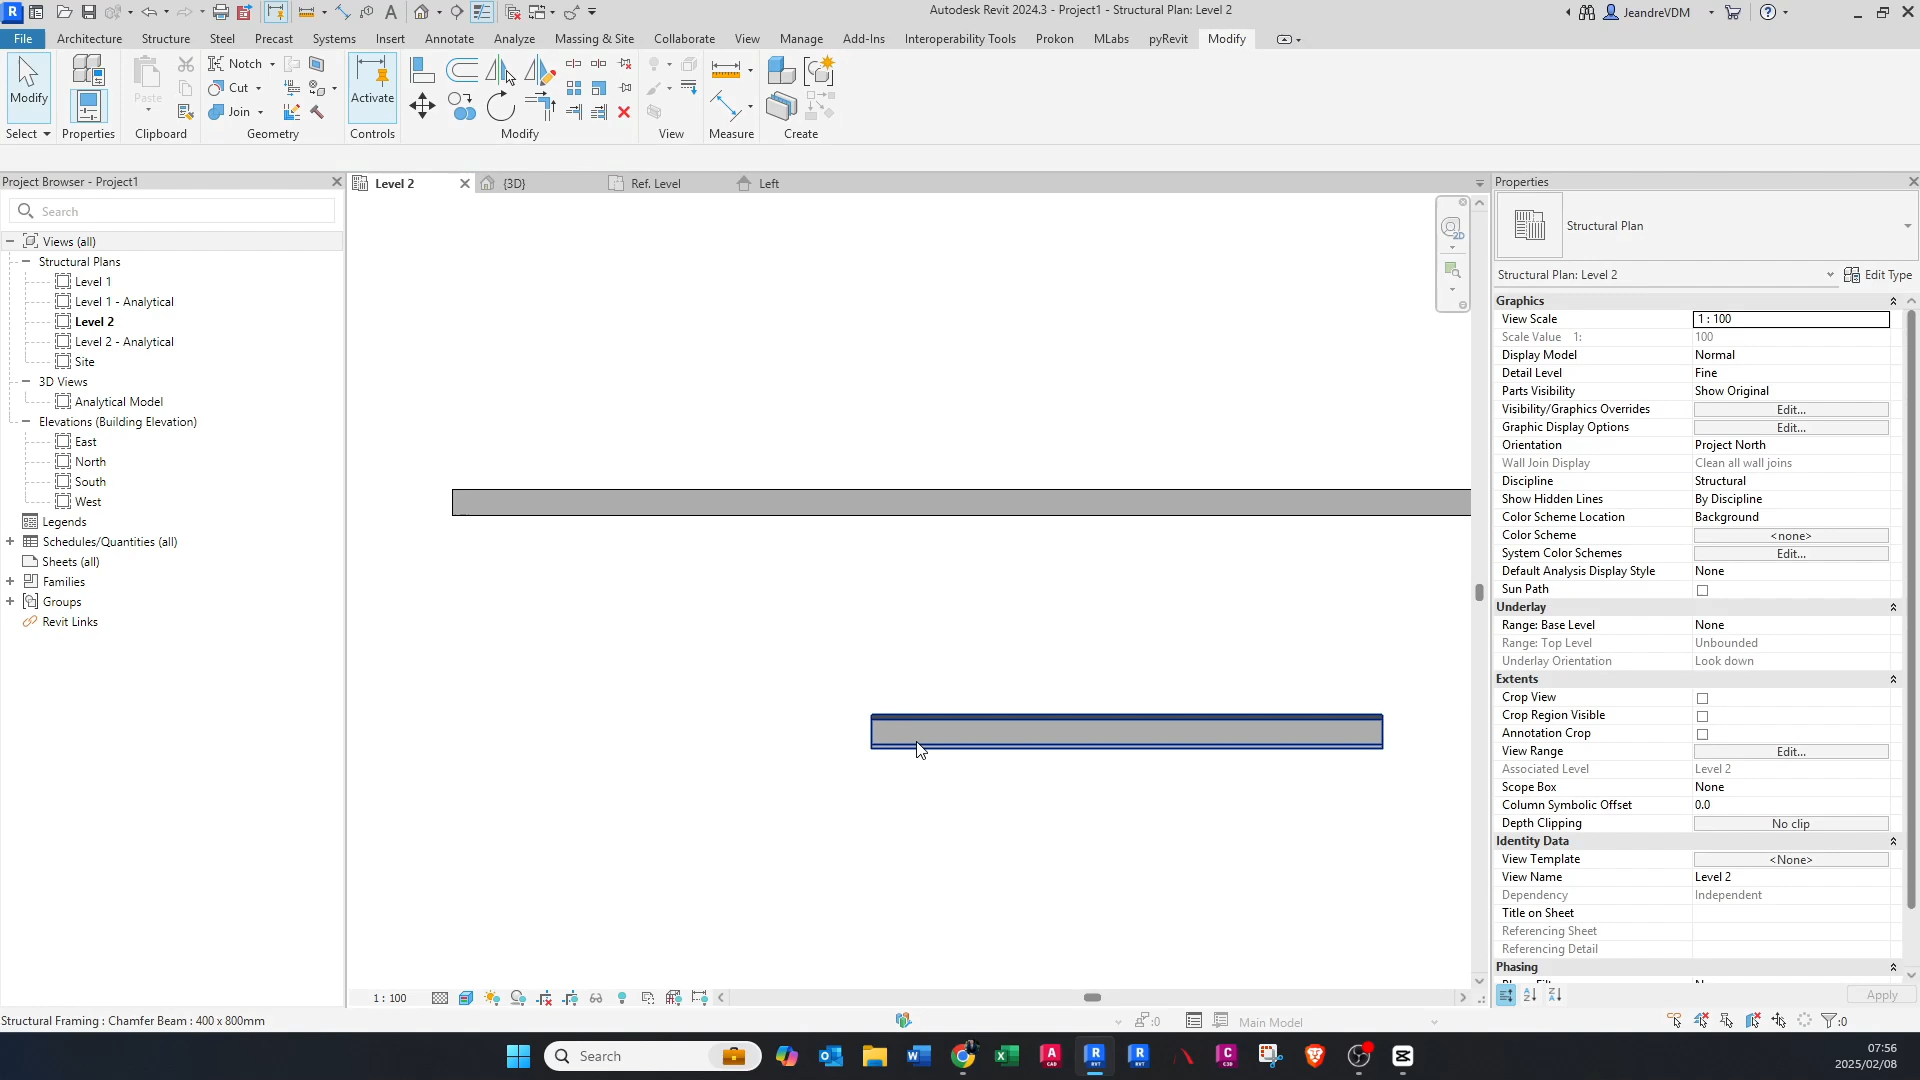 Autodesk Revit 2024.3 - Project1 - Structural Plan: Level 2
JeandreVDM
File Architecture Structure Steel Precast Systems Insert Annotate Analyze Massing & Site Collaborate View Manage Add-Ins Interoperability Tools Prokon MLabs pyRevit Modify
Modify Paste Notch Cut Join Activate
Select Properties Clipboard Geometry Controls Modify View Measure Create
Project Browser - Project1
Search
Views (all)
Structural Plans
Level 1
Level 1 - Analytical
Level 2
Level 2 - Analytical
Site
3D Views
Analytical Model
Elevations (Building Elevation)
East
North
South
West
Legends
Schedules/Quantities (all)
Sheets (all)
Families
Groups
Revit Links
Level 2 {3D} Ref. Level Left
2D
1 : 100
Properties
Structural Plan
Structural Plan: Level 2 Edit Type
Graphics
View Scale 1 : 100
Scale Value 1: 100
Display Model Normal
Detail Level Fine
Parts Visibility Show Original
Visibility/Graphics Overrides Edit...
Graphic Display Options Edit...
Orientation Project North
Wall Join Display Clean all wall joins
Discipline Structural
Show Hidden Lines By Discipline
Color Scheme Location Background
Color Scheme <none>
System Color Schemes Edit...
Default Analysis Display Style None
Sun Path
Underlay
Range: Base Level None
Range: Top Level Unbounded
Underlay Orientation Look down
Extents
Crop View
Crop Region Visible
Annotation Crop
View Range Edit...
Associated Level Level 2
Scope Box None
Column Symbolic Offset 0.0
Depth Clipping No clip
Identity Data
View Template <None>
View Name Level 2
Dependency Independent
Title on Sheet
Referencing Sheet
Referencing Detail
Phasing
Apply
Structural Framing : Chamfer Beam : 400 x 800mm
:0 Main Model :0
Search
07:56
2025/02/08